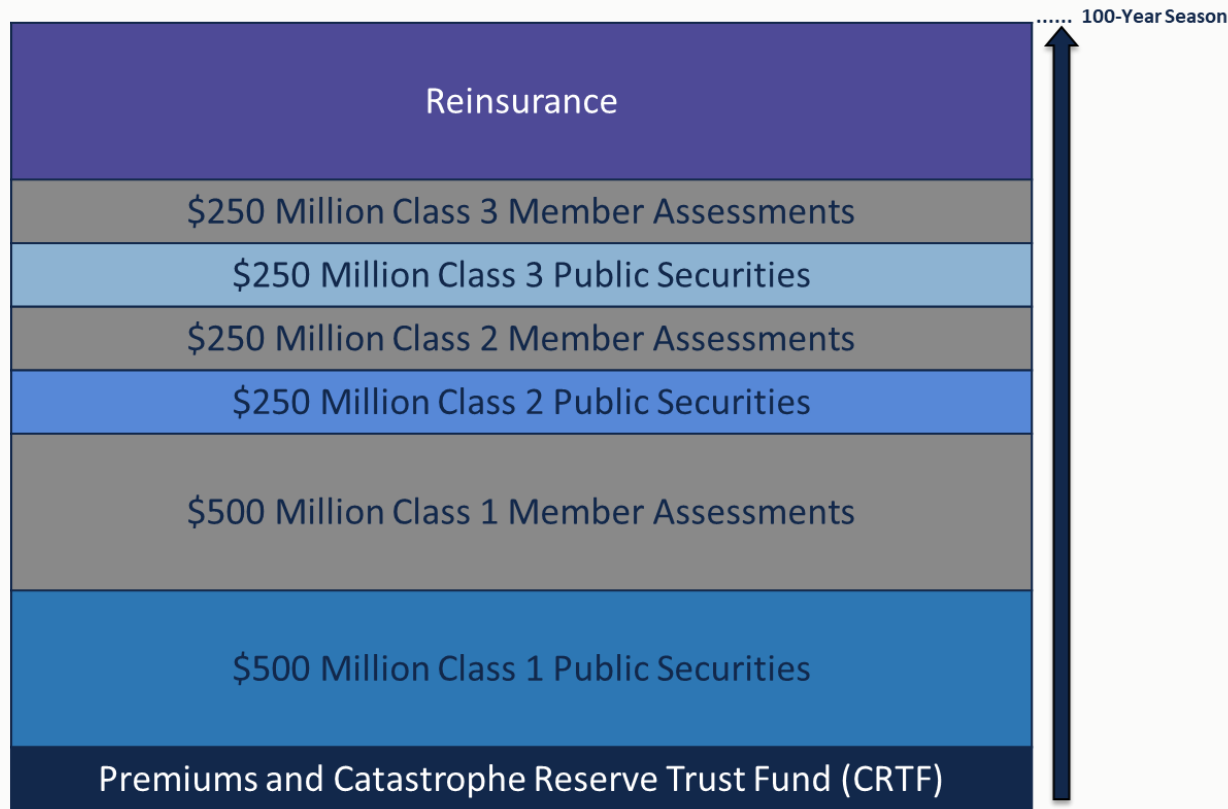 ...... 100-Year Season
Reinsurance
$250 Million Class 3 Member Assessments
$250 Million Class 3 Public Securities
$250 Million Class 2 Member Assessments
$250 Million Class 2 Public Securities
$500 Million Class 1 Member Assessments
$500 Million Class 1 Public Securities
Premiums and Catastrophe Reserve Trust Fund (CRTF)